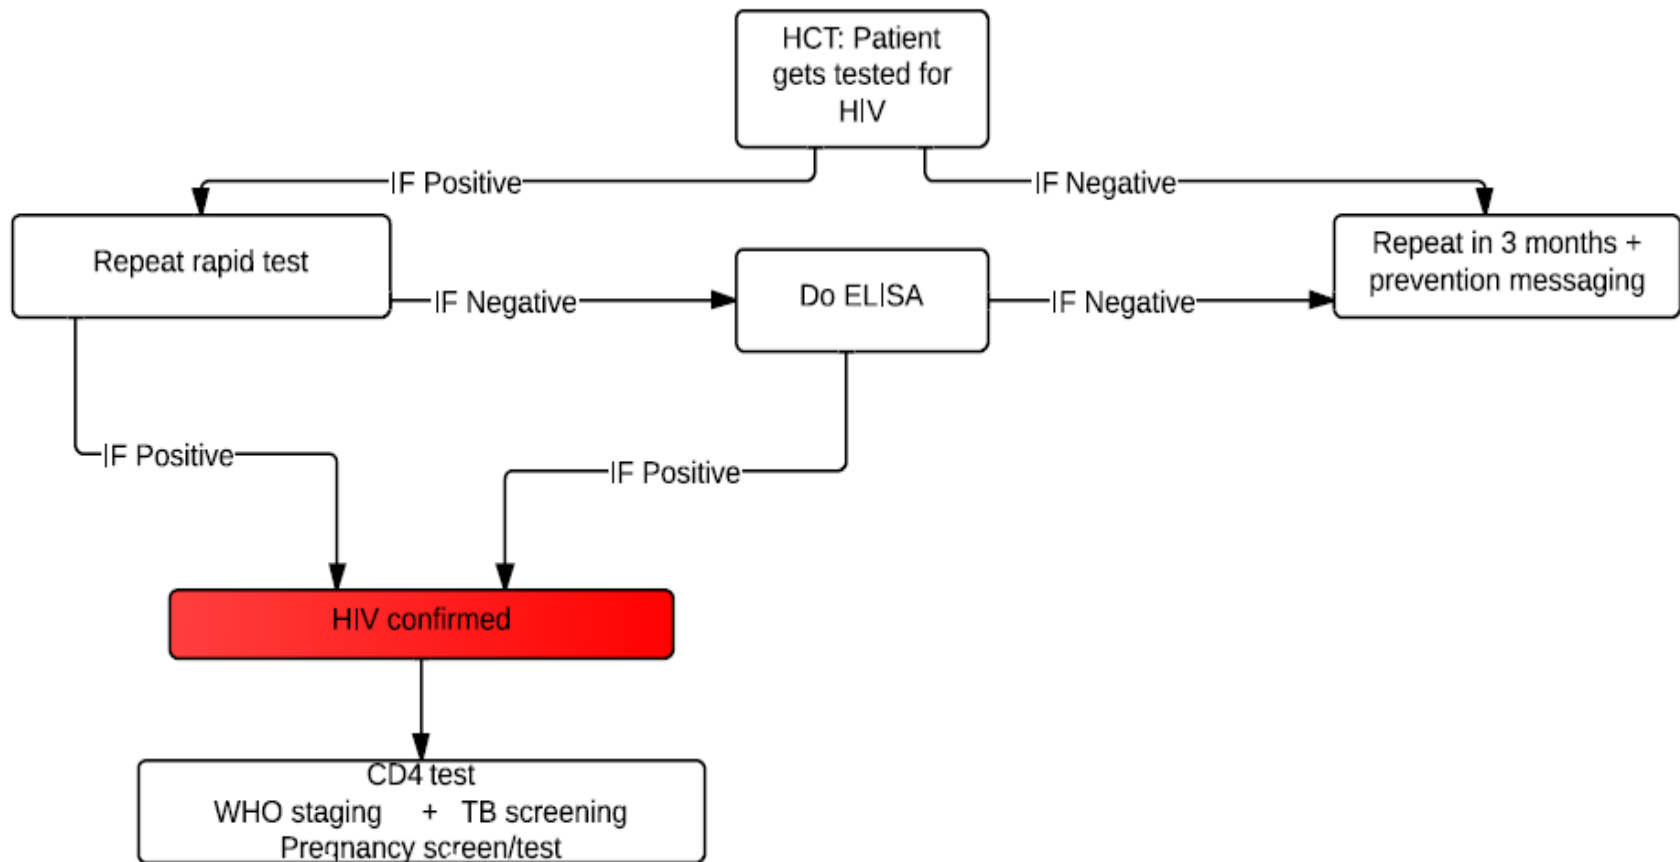 HCT: Patient
gets tested for
HIV
IF Positive
IF Negative
Repeat rapid test
Repeat in 3 months +
prevention messaging
IF Negative
Do ELISA
IF Negative
IF Positive
IF Positive
HIV confirmed
CD4 test
WHO staging + TB screening
Pregnancy screen/test